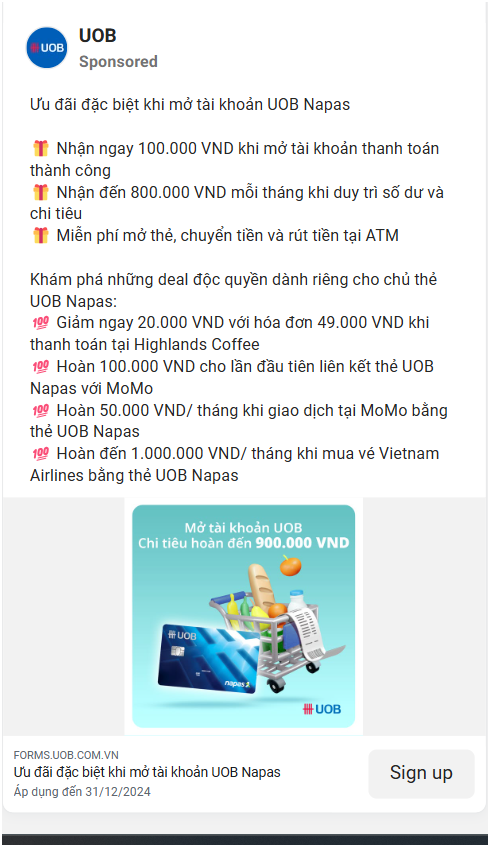 UOB
UOB
Sponsored
Ưu đãi đặc biệt khi mở tài khoản UOB Napas
🎁 Nhận ngay 100.000 VND khi mở tài khoản thanh toán
thành công
🎁 Nhận đến 800.000 VND mỗi tháng khi duy trì số dư và
chi tiêu
🎁 Miễn phí mở thẻ, chuyển tiền và rút tiền tại ATM
Khám phá những deal độc quyền dành riêng cho chủ thẻ
UOB Napas:
💯 Giảm ngay 20.000 VND với hóa đơn 49.000 VND khi
thanh toán tại Highlands Coffee
💯 Hoàn 100.000 VND cho lần đầu tiên liên kết thẻ UOB
Napas với MoMo
💯 Hoàn 50.000 VND/ tháng khi giao dịch tại MoMo bằng
thẻ UOB Napas
💯 Hoàn đến 1.000.000 VND/ tháng khi mua vé Vietnam
Airlines bằng thẻ UOB Napas
Mở tài khoản UOB
Chi tiêu hoàn đến 900.000 VND
UOB
napas
UOB
FORMS.UOB.COM.VN
Ưu đãi đặc biệt khi mở tài khoản UOB Napas
Áp dụng đến 31/12/2024
Sign up